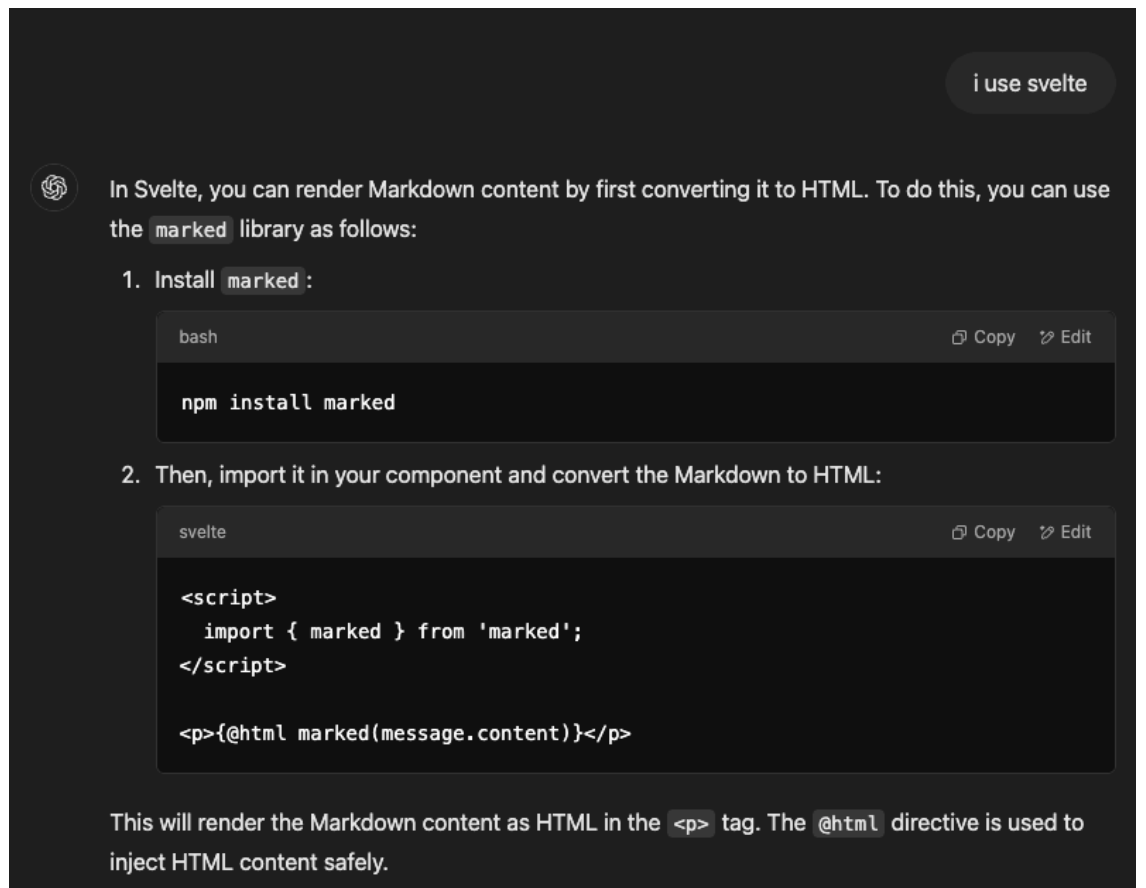 i use svelte
In Svelte, you can render Markdown content by first converting it to HTML. To do this, you can use
the marked library as follows:
1. Install marked:
bash Copy Edit
npm install marked
2. Then, import it in your component and convert the Markdown to HTML:
svelte Copy Edit
<script>
  import { marked } from 'marked';
</script>
<p>{@html marked(message.content)}</p>
This will render the Markdown content as HTML in the <p> tag. The @html directive is used to
inject HTML content safely.